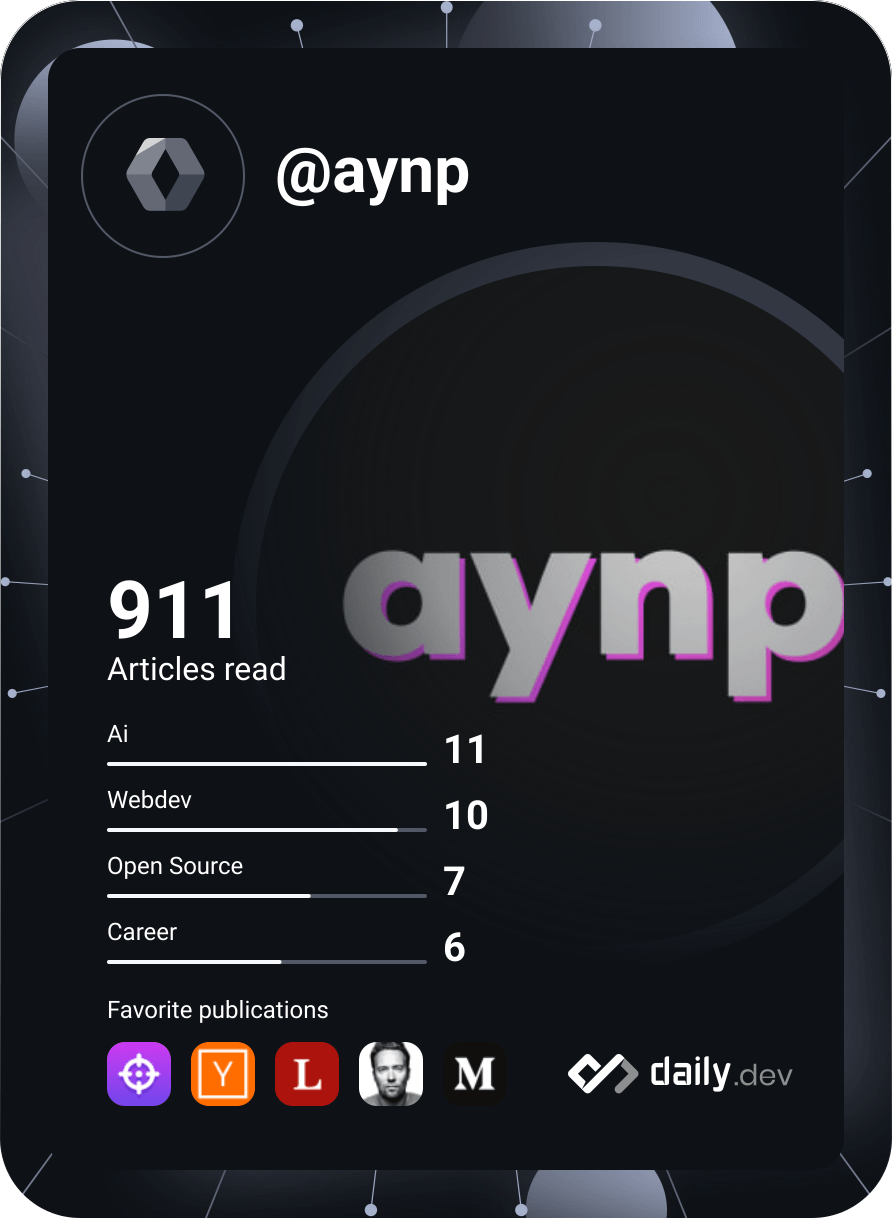 @aynp
aynp
911
Articles read
Ai
11
Webdev
10
Open Source
7
Career
6
Favorite publications
Y
L
M
daily.dev